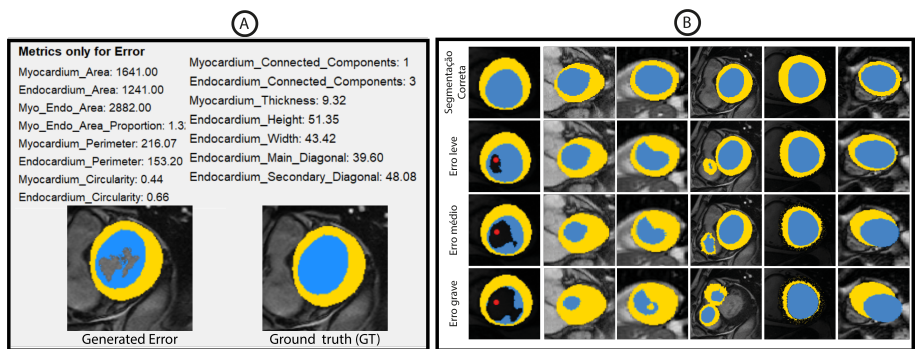 A
B
Metrics only for Error
Myocardium_Area: 1641.00
Endocardium_Area: 1241.00
Myo_Endo_Area: 2882.00
Myo_Endo_Area_Proportion: 1.3
Myocardium_Perimeter: 216.07
Endocardium_Perimeter: 153.20
Myocardium_Circularity: 0.44
Endocardium_Circularity: 0.66
Myocardium_Connected_Components: 1
Endocardium_Connected_Components: 3
Myocardium_Thickness: 9.32
Endocardium_Height: 51.35
Endocardium_Width: 43.42
Endocardium_Main_Diagonal: 39.60
Endocardium_Secondary_Diagonal: 48.08
Generated Error
Ground truth (GT)
Segmentação
Correta
Erro leve
Erro médio
Erro grave